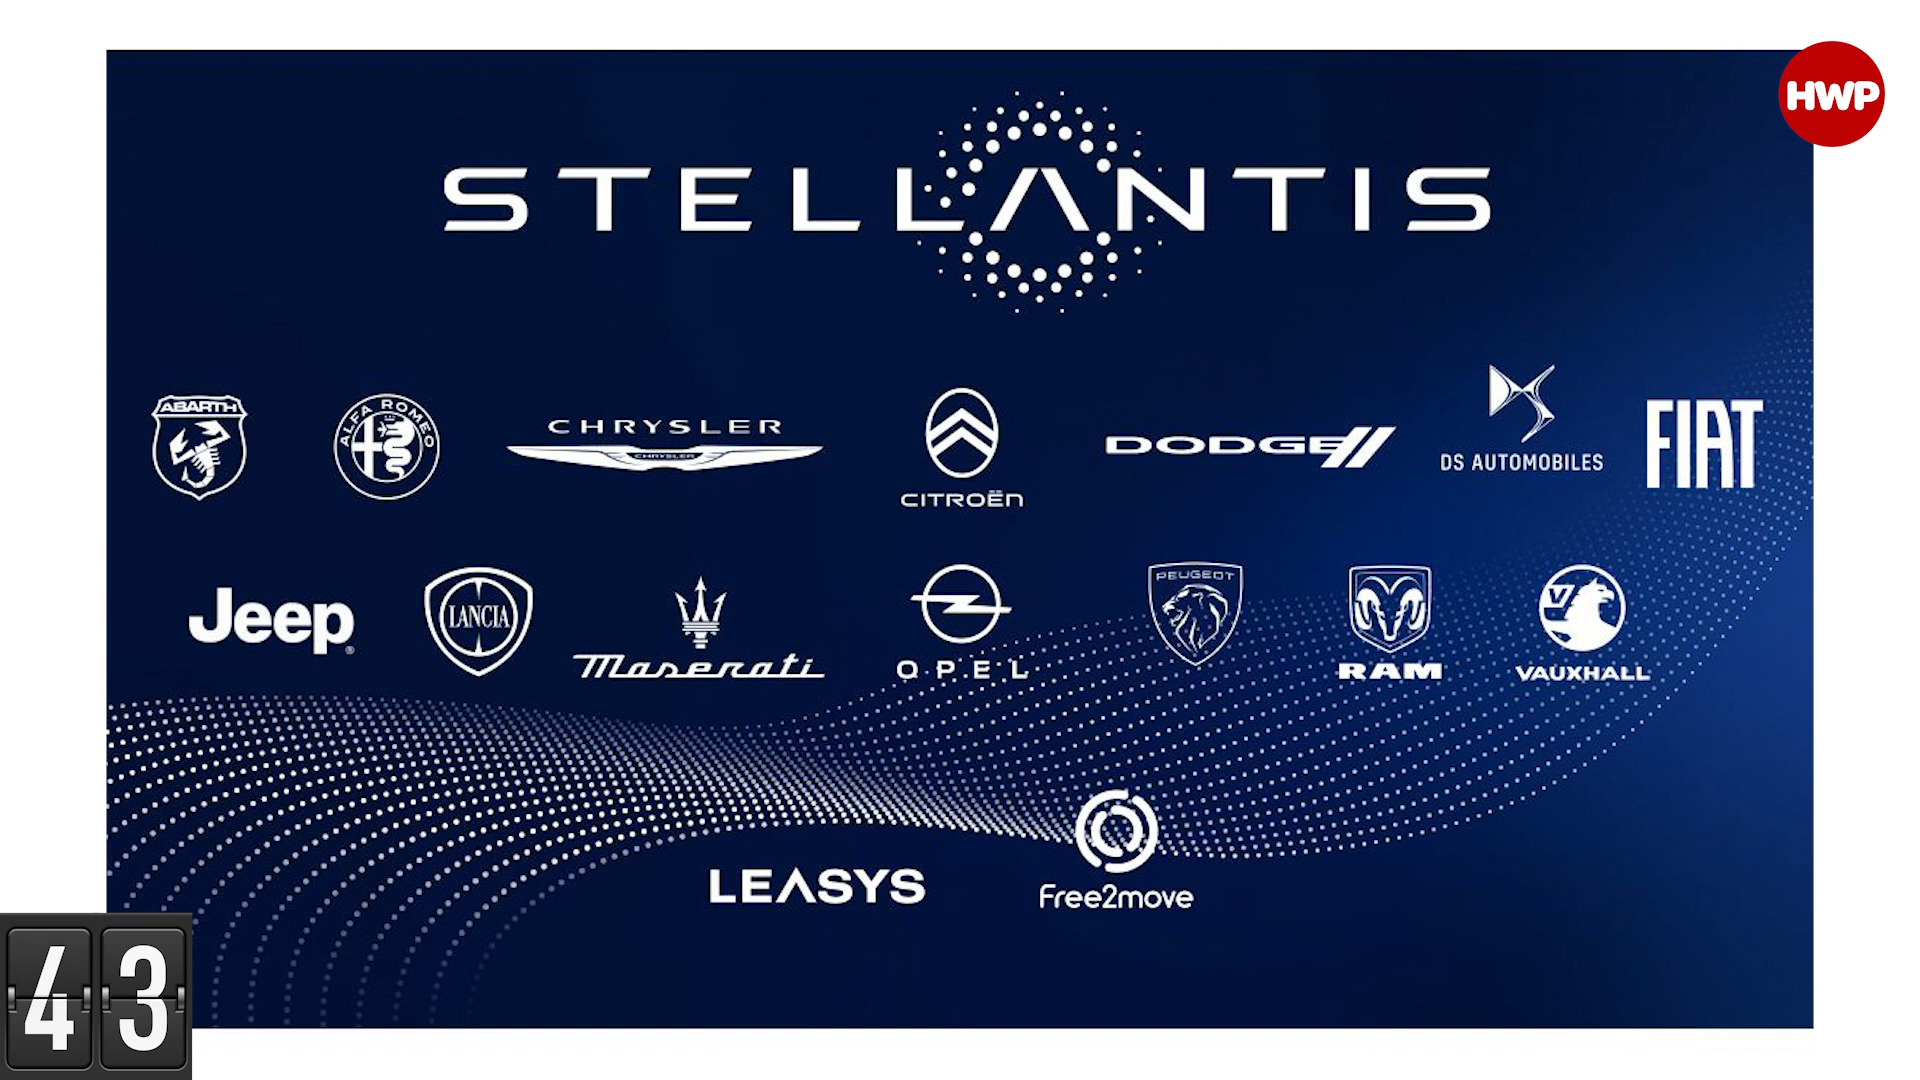 HWP
STELLANTIS
ABARTH
ALFA ROMEO
CHRYSLER
CHRYSLER
CITROËN
DODGE
DS AUTOMOBILES
FIAT
Jeep
®
LANCIA
Maserati
OPEL
PEUGEOT
RAM
V
VAUXHALL
LEASYS
Free2move
43